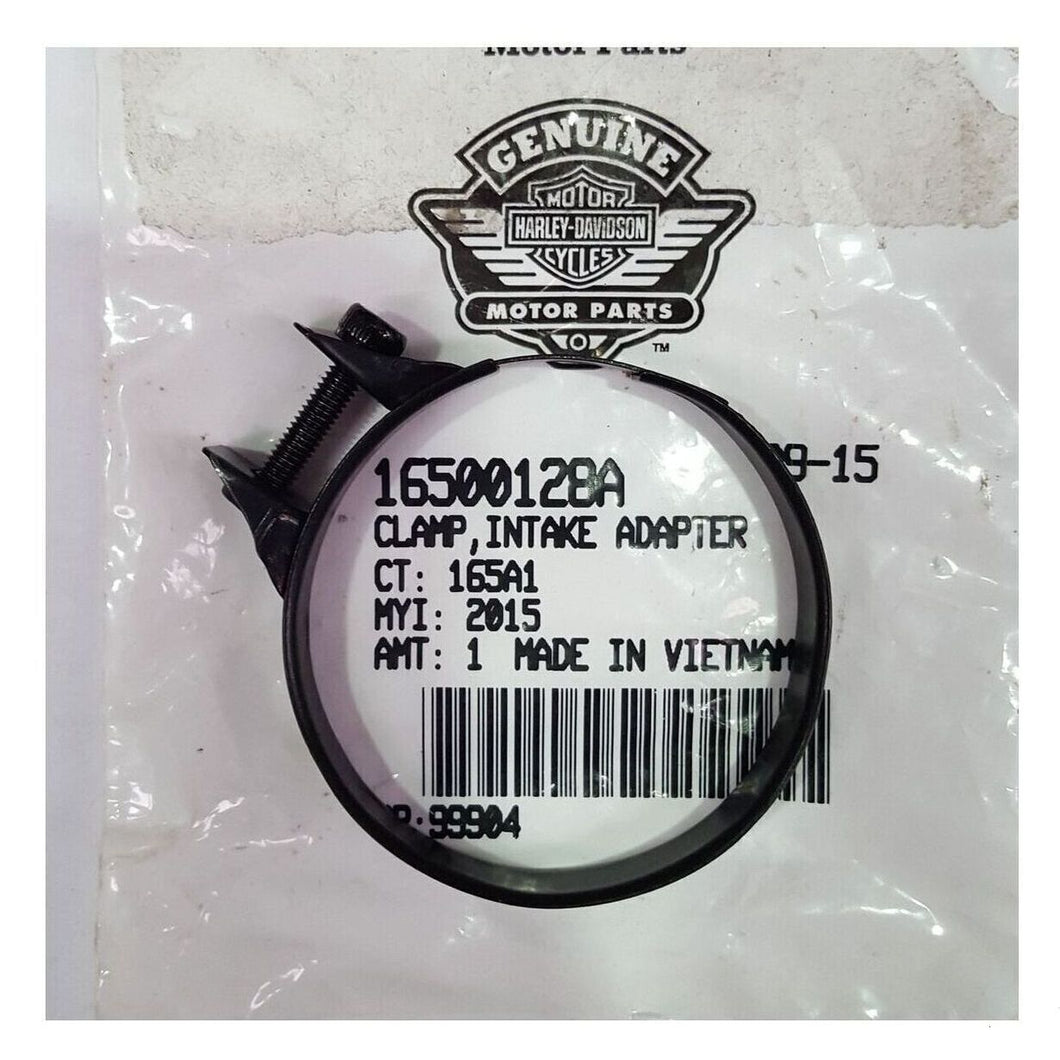 Motor Parts
GENUINE
MOTOR
HARLEY-DAVIDSON
CYCLES
MOTOR PARTS
TM
9-15
16500128A
CLAMP, INTAKE ADAPTER
CT: 165A1
MYI: 2015
AMT: 1 MADE IN VIETNAM
:99904